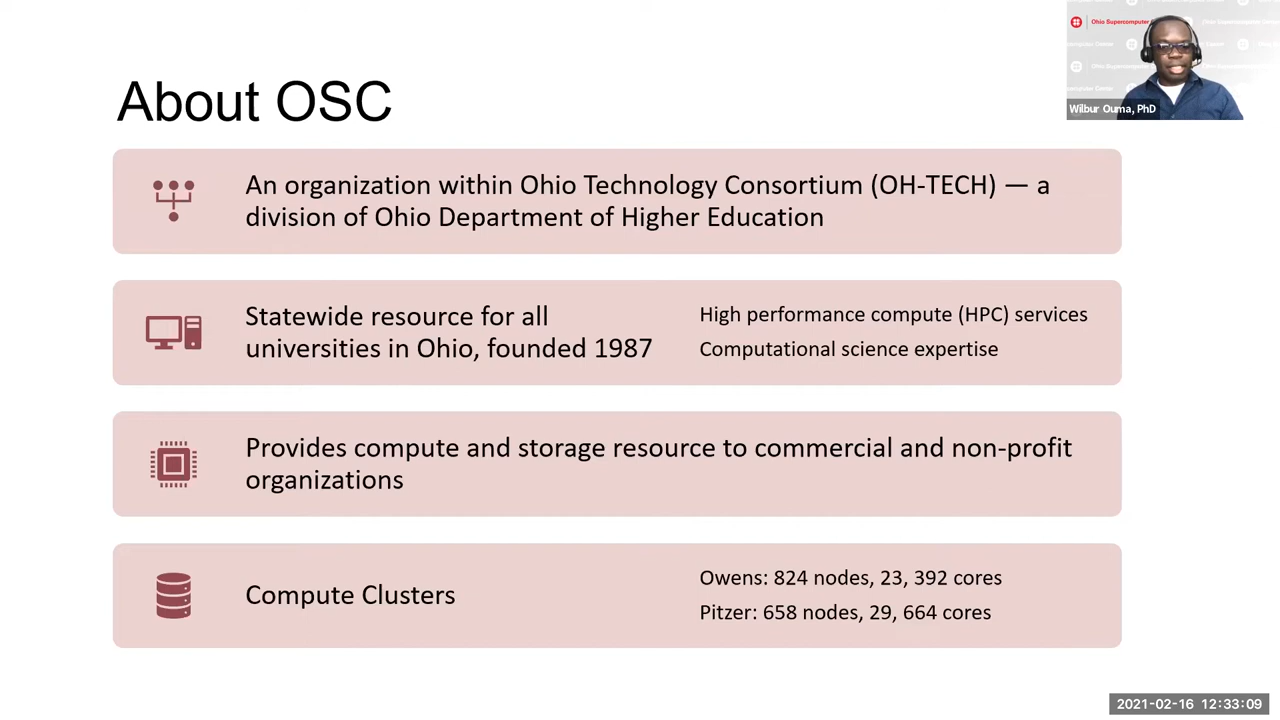 About OSC
An organization within Ohio Technology Consortium (OH-TECH) — a
division of Ohio Department of Higher Education
Statewide resource for all
universities in Ohio, founded 1987
High performance compute (HPC) services
Computational science expertise
Provides compute and storage resource to commercial and non-profit
organizations
Compute Clusters
Owens: 824 nodes, 23, 392 cores
Pitzer: 658 nodes, 29, 664 cores
Ohio Supercomputer
Wilbur Ouma, PhD
2021-02-16 12:33:09